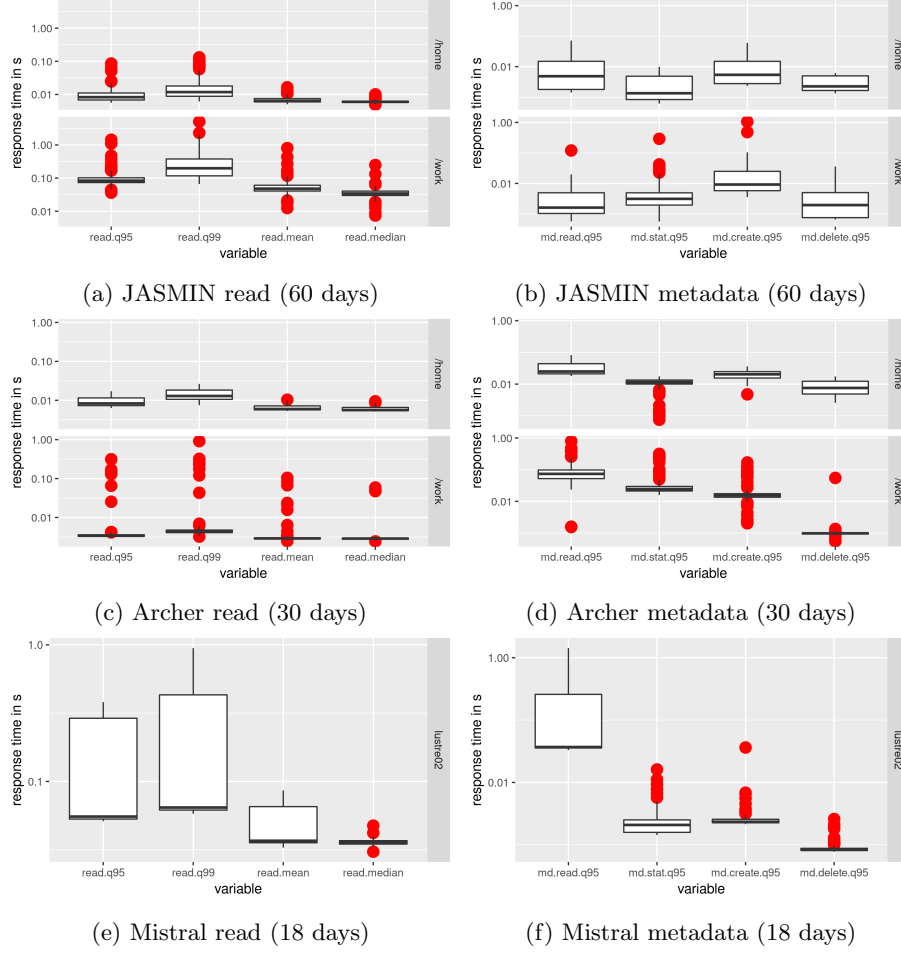 response time in s
1.00
0.10
0.01
/home
1.00
0.10
0.01
/work
read.q95 read.q99 read.mean read.median
variable
(a) JASMIN read (60 days)
response time in s
1.00
0.01
/home
1.00
0.01
/work
md.read.q95 md.stat.q95 md.create.q95 md.delete.q95
variable
(b) JASMIN metadata (60 days)
response time in s
1.00
0.10
0.01
/home
1.00
0.10
0.01
/work
read.q95 read.q99 read.mean read.median
variable
(c) Archer read (30 days)
response time in s
1.00
0.01
/home
1.00
0.01
/work
md.read.q95 md.stat.q95 md.create.q95 md.delete.q95
variable
(d) Archer metadata (30 days)
response time in s
1.0
0.1
lustre02
read.q95 read.q99 read.mean read.median
variable
(e) Mistral read (18 days)
response time in s
1.00
0.01
lustre02
md.read.q95 md.stat.q95 md.create.q95 md.delete.q95
variable
(f) Mistral metadata (18 days)